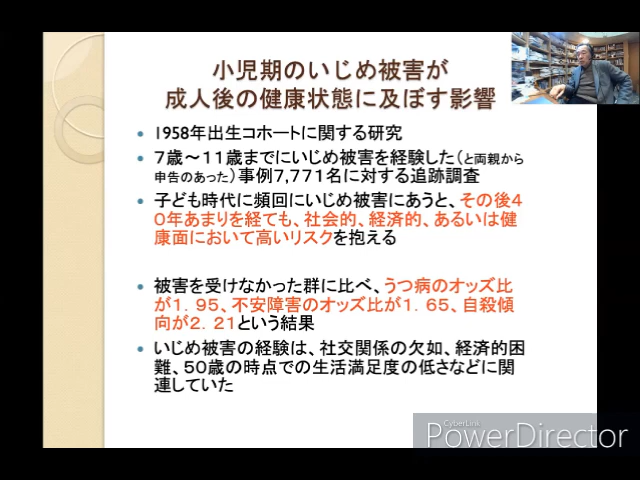 小児期のいじめ被害が
成人後の健康状態に及ぼす影響
• 1958年出生コホートに関する研究
• ７歳～１１歳までにいじめ被害を経験した（と両親から
申告のあった）事例7,771名に対する追跡調査
• 子ども時代に頻回にいじめ被害にあうと、その後４
０年あまりを経ても、社会的、経済的、あるいは健
康面において高いリスクを抱える
• 被害を受けなかった群に比べ、うつ病のオッズ比
が１．９５、不安障害のオッズ比が１．６５、自殺傾
向が２．２１という結果
• いじめ被害の経験は、社交関係の欠如、経済的困
難、５０歳の時点での生活満足度の低さなどに関
連していた
CyberLink
PowerDirector